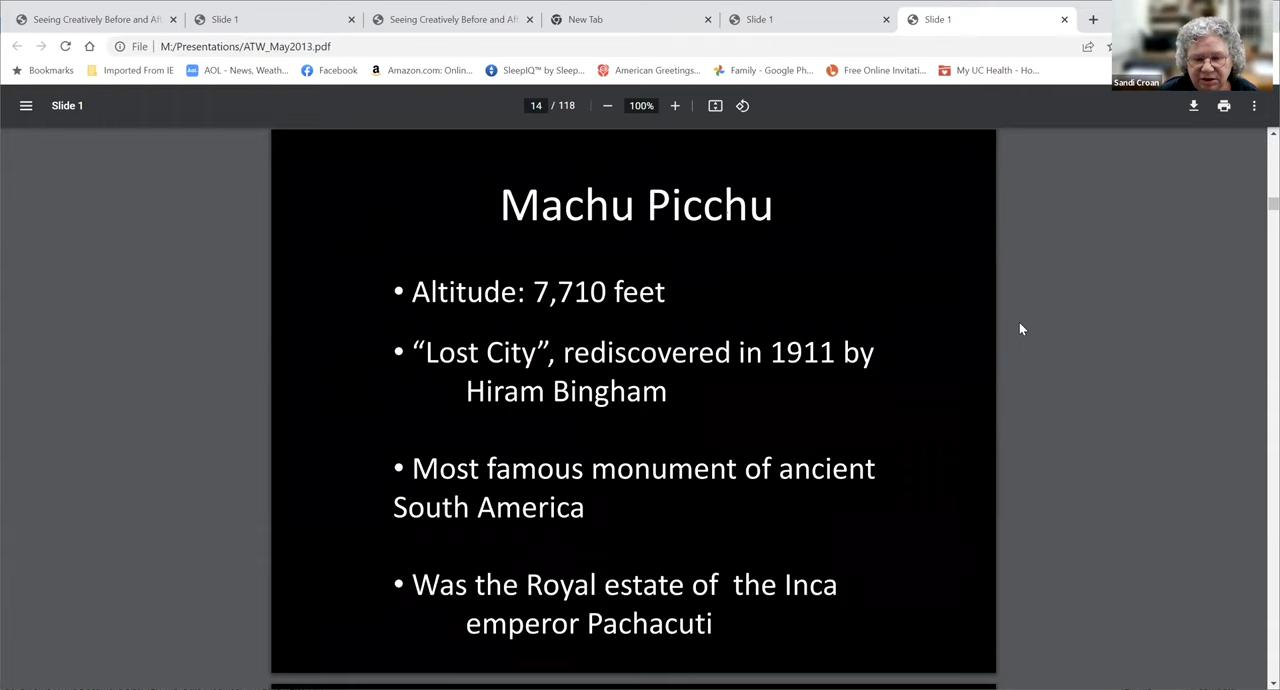 Seeing Creatively Before and Aft
Slide 1
Seeing Creatively Before and Aft
New Tab
Slide 1
Slide 1
File
M:/Presentations/ATW_May2013.pdf
Bookmarks
Imported From IE
AOL - News, Weath...
Facebook
Amazon.com: Onlin...
SleepIQ™ by Sleep...
American Greetings...
Family - Google Ph...
Free Online Invitati...
My UC Health - Ho...
Sandi Croan
Slide 1
14 / 118
100%
Machu Picchu
• Altitude: 7,710 feet
• “Lost City”, rediscovered in 1911 by
Hiram Bingham
• Most famous monument of ancient
South America
• Was the Royal estate of the Inca
emperor Pachacuti